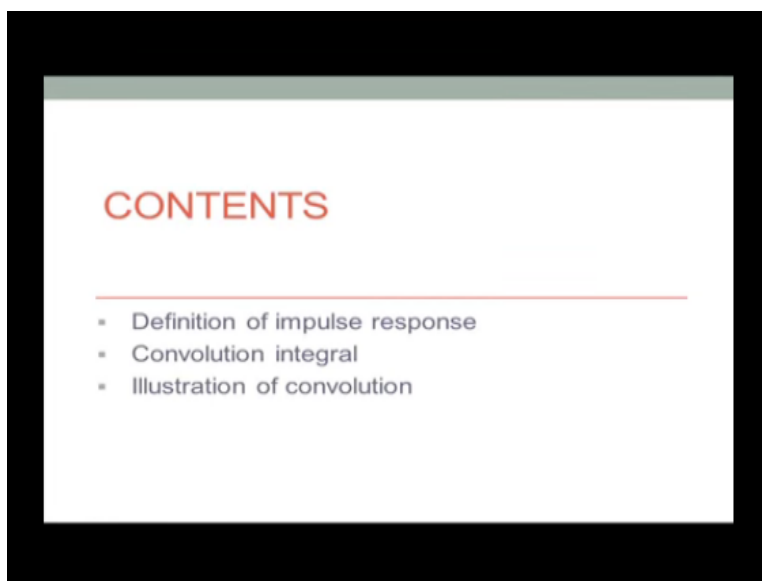 CONTENTS
▪ Definition of impulse response
▪ Convolution integral
▪ Illustration of convolution